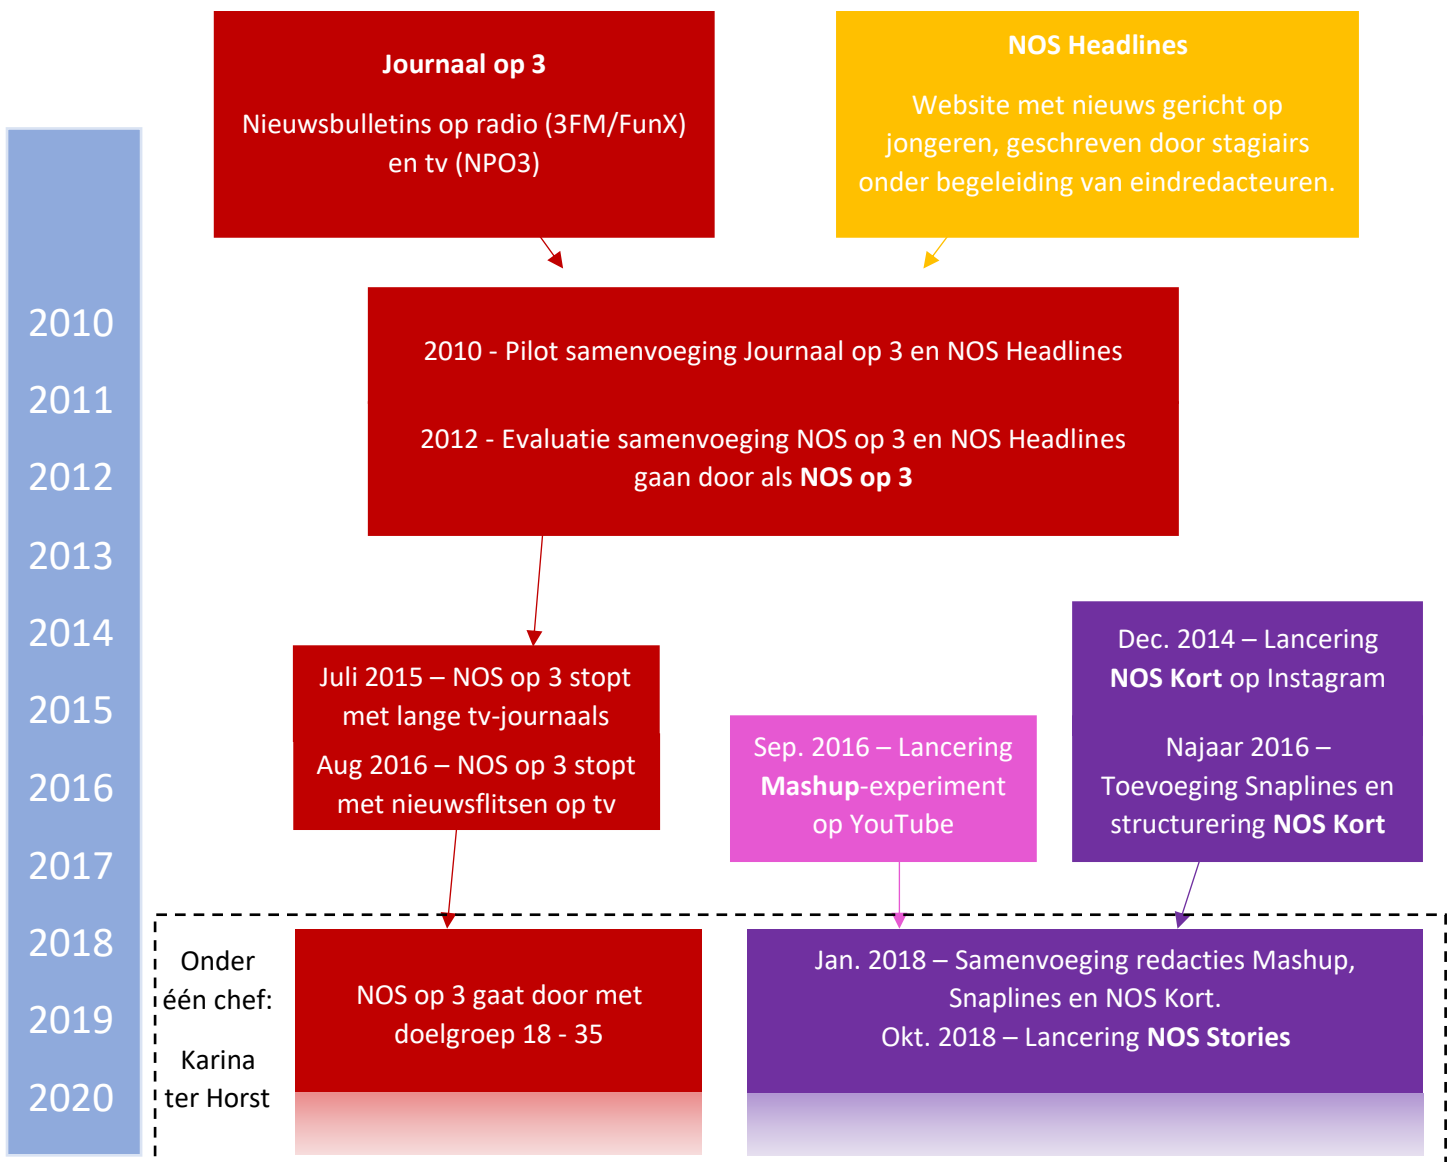 Journaal op 3
Nieuwsbulletins op radio (3FM/FunX)
en tv (NPO3)
NOS Headlines
Website met nieuws gericht op
jongeren, geschreven door stagiairs
onder begeleiding van eindredacteuren.
2010
2011
2012
2013
2014
2015
2016
2017
2018
2019
2020
2010 - Pilot samenvoeging Journaal op 3 en NOS Headlines
2012 - Evaluatie samenvoeging NOS op 3 en NOS Headlines
gaan door als NOS op 3
Juli 2015 – NOS op 3 stopt
met lange tv-journaals
Aug 2016 – NOS op 3 stopt
met nieuwsflitsen op tv
Sep. 2016 – Lancering
Mashup-experiment
op YouTube
Dec. 2014 – Lancering
NOS Kort op Instagram
Najaar 2016 –
Toevoeging Snaplines en
structurering NOS Kort
Onder
één chef:
Karina
ter Horst
NOS op 3 gaat door met
doelgroep 18 - 35
Jan. 2018 – Samenvoeging redacties Mashup,
Snaplines en NOS Kort.
Okt. 2018 – Lancering NOS Stories